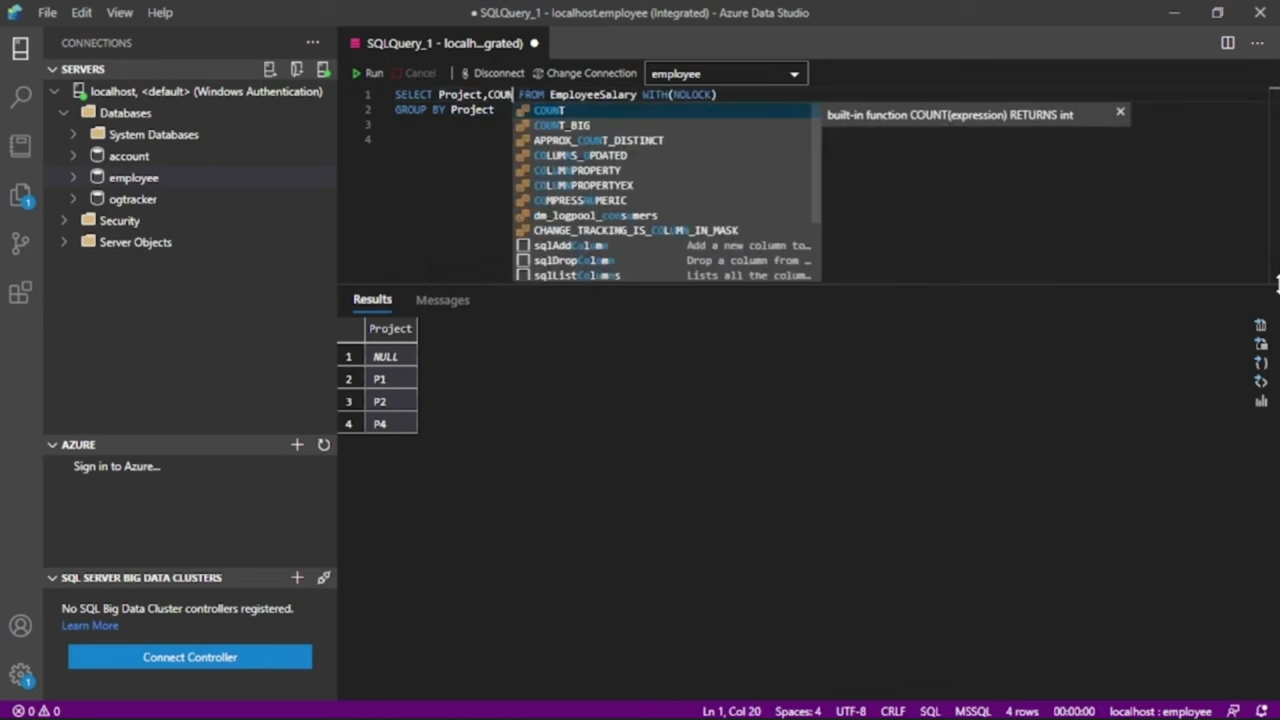 File Edit View Help
● SQLQuery_1 - localhost.employee (Integrated) - Azure Data Studio
CONNECTIONS
SERVERS
localhost, <default> (Windows Authentication)
Databases
System Databases
account
employee
ogtracker
Security
Server Objects
1
AZURE
Sign in to Azure...
SQL SERVER BIG DATA CLUSTERS
No SQL Big Data Cluster controllers registered.
Learn More
Connect Controller
1
SQLQuery_1 - localh...grated) ●
Run Cancel Disconnect Change Connection employee
1 SELECT Project,COUN FROM EmployeeSalary WITH(NOLOCK)
2 GROUP BY Project
3
4
COUNT
COUNT_BIG
APPROX_COUNT_DISTINCT
COLUMNS_UPDATED
COLUMNPROPERTY
COLUMNPROPERTYEX
COMPRESSNUMERIC
dm_logpool_consumers
CHANGE_TRACKING_IS_COLUMN_IN_MASK
sqlAddColumn Add a new column to...
sqlDropColumn Drop a column from ...
sqlListColumns Lists all the colum...
built-in function COUNT(expression) RETURNS int
Results Messages
Project
1 NULL
2 P1
3 P2
4 P4
0 0
Ln 1, Col 20 Spaces: 4 UTF-8 CRLF SQL MSSQL 4 rows 00:00:00 localhost : employee